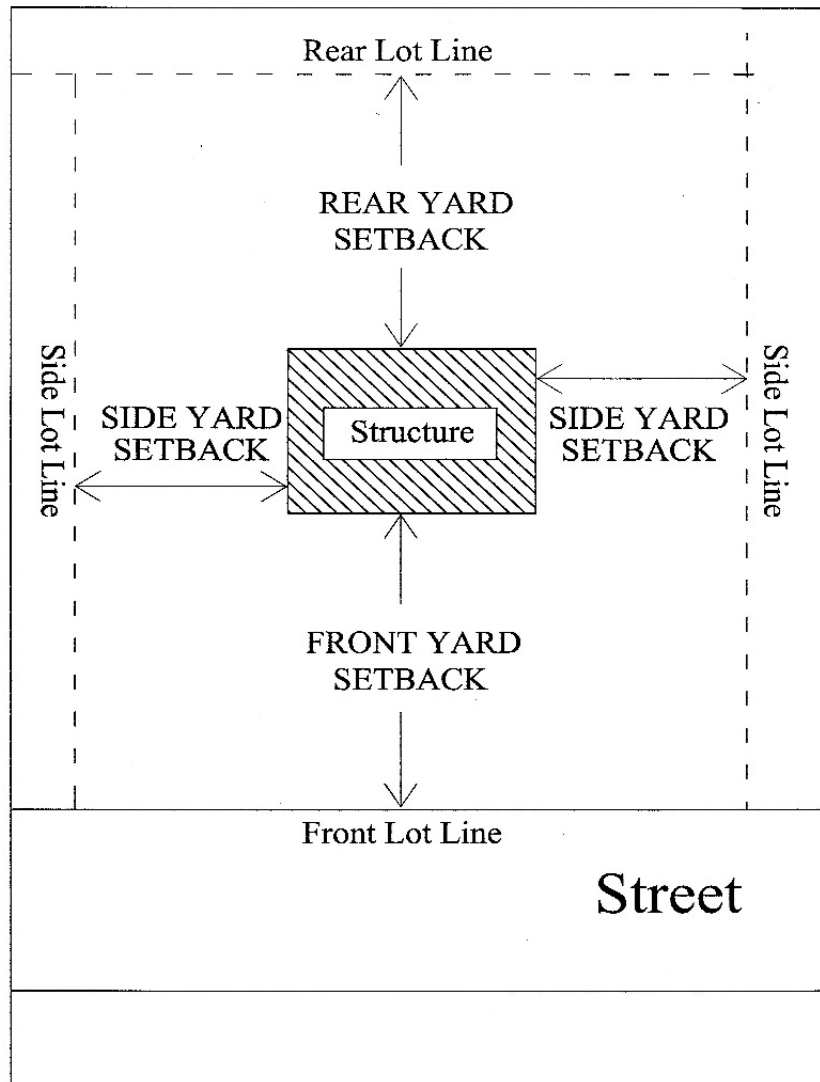 Rear Lot Line
REAR YARD
SETBACK
Side Lot Line
SIDE YARD
SETBACK
Structure
SIDE YARD
SETBACK
Side Lot Line
FRONT YARD
SETBACK
Front Lot Line
Street